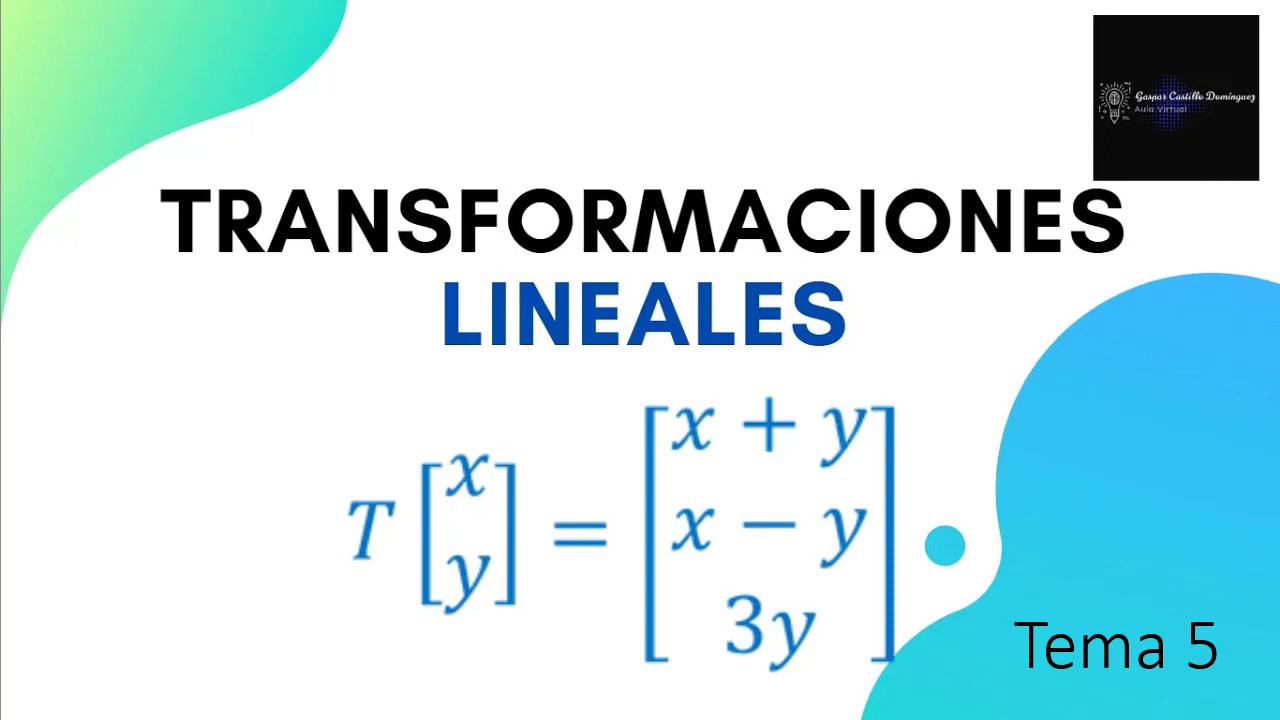 Gaspar Castillo Domínguez
Aula Virtual
TRANSFORMACIONES
LINEALES
T [x y] = [x + y
x − y
3y]
Tema 5